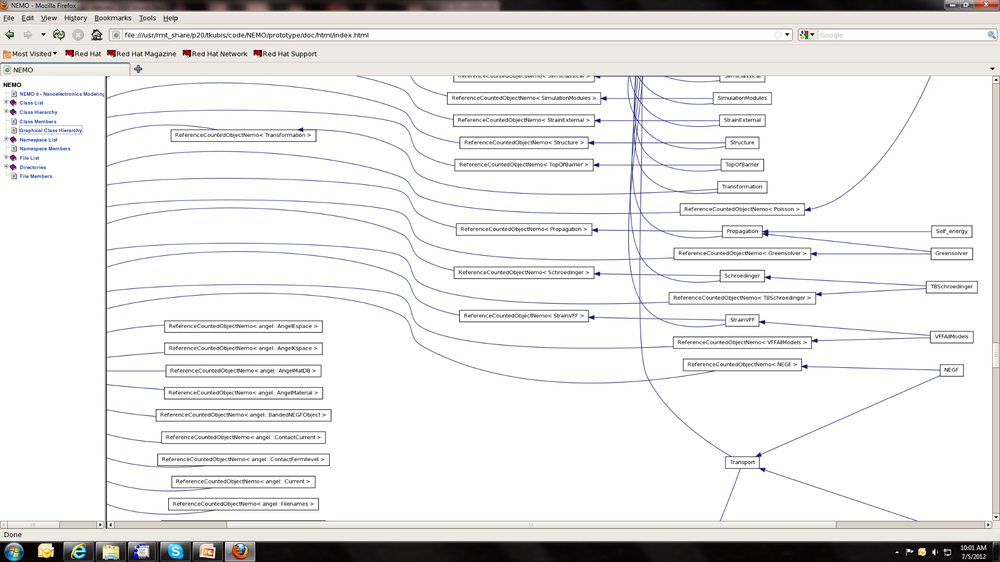 NEMO - Mozilla Firefox
File Edit View History Bookmarks Tools Help
file:///usr/rmt_share/p20/tkubis/code/NEMO/prototype/doc/html/index.html
Google
Most Visited Red Hat Red Hat Magazine Red Hat Network Red Hat Support
NEMO
NEMO
NEMO 5 - Nanoelectronics Modeling
Class List
Class Hierarchy
Class Members
Graphical Class Hierarchy
Namespace List
Namespace Members
File List
Directories
File Members
ReferenceCountedObjectNemo< Semiclassical >
Semiclassical
ReferenceCountedObjectNemo< SimulationModules >
SimulationModules
ReferenceCountedObjectNemo< StrainExternal >
StrainExternal
ReferenceCountedObjectNemo< Transformation >
ReferenceCountedObjectNemo< Structure >
Structure
ReferenceCountedObjectNemo< TopOfBarrier >
TopOfBarrier
Transformation
ReferenceCountedObjectNemo< Poisson >
ReferenceCountedObjectNemo< Propagation >
Propagation
Self_energy
ReferenceCountedObjectNemo< Greensolver >
Greensolver
ReferenceCountedObjectNemo< Schroedinger >
Schroedinger
TBSchroedinger
ReferenceCountedObjectNemo< TBSchroedinger >
ReferenceCountedObjectNemo< StrainVFF >
StrainVFF
VFFAllModels
ReferenceCountedObjectNemo< VFFAllModels >
ReferenceCountedObjectNemo< NEGF >
NEGF
ReferenceCountedObjectNemo< angel::AngelEspace >
ReferenceCountedObjectNemo< angel::AngelKspace >
ReferenceCountedObjectNemo< angel::AngelMatDB >
ReferenceCountedObjectNemo< angel::AngelMaterial >
ReferenceCountedObjectNemo< angel::BandedNEGFObject >
ReferenceCountedObjectNemo< angel::ContactCurrent >
ReferenceCountedObjectNemo< angel::ContactFermilevel >
Transport
ReferenceCountedObjectNemo< angel::Current >
ReferenceCountedObjectNemo< angel::Filenames >
Done
10:01 AM
7/5/2012